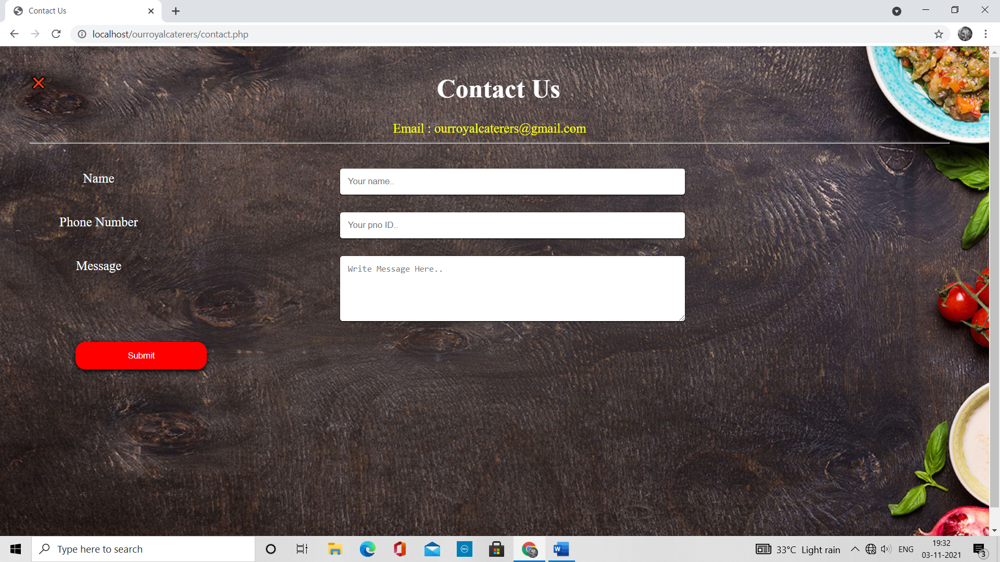 Contact Us
localhost/ourroyalcaterers/contact.php
Contact Us
Email : ourroyalcaterers@gmail.com
Name
Your name..
Phone Number
Your pno ID..
Message
Write Message Here..
Submit
Type here to search
DELL
W
33°C Light rain
ENG
19:32
03-11-2021
3